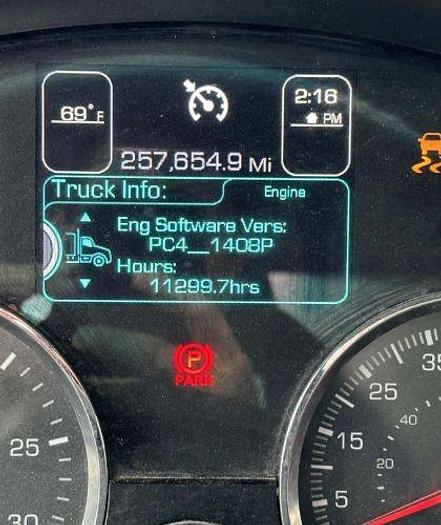 69°F
2:16
PM
257,654.9 Mi
Truck Info:
Engine
Eng Software Vers:
PC4__1408P
Hours:
11299.7hrs
P
PARK
25
30
35
25
15
5
40
20